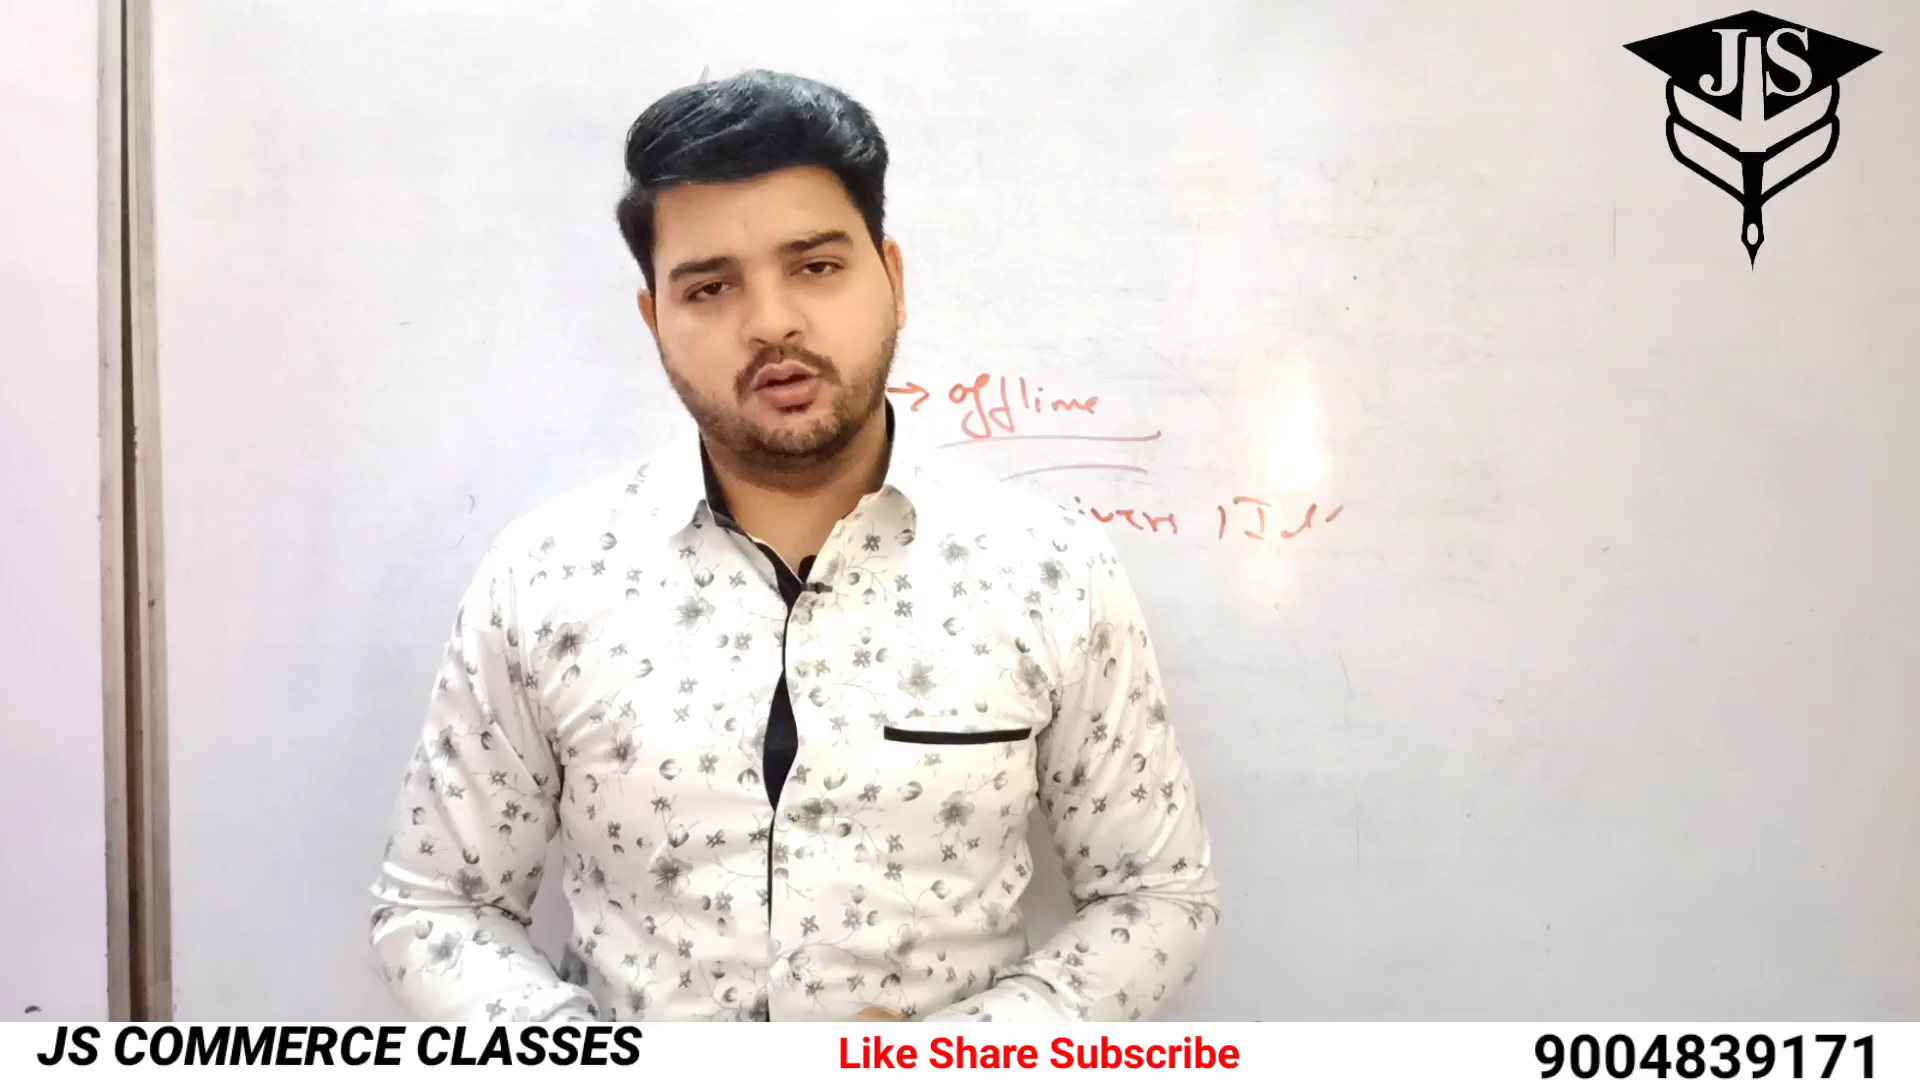 JS
→ offline
JS COMMERCE CLASSES
Like Share Subscribe
9004839171